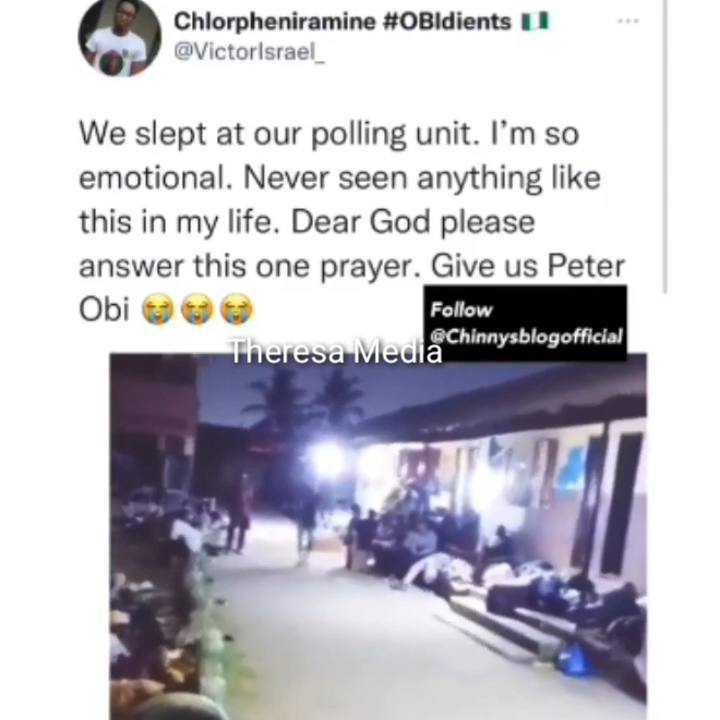 Chlorpheniramine #OBIdients 🇳🇬
@VictorIsrael_
We slept at our polling unit. I’m so
emotional. Never seen anything like
this in my life. Dear God please
answer this one prayer. Give us Peter
Obi 😭😭😭
Follow
@Chinnysblogofficial
Theresa Media